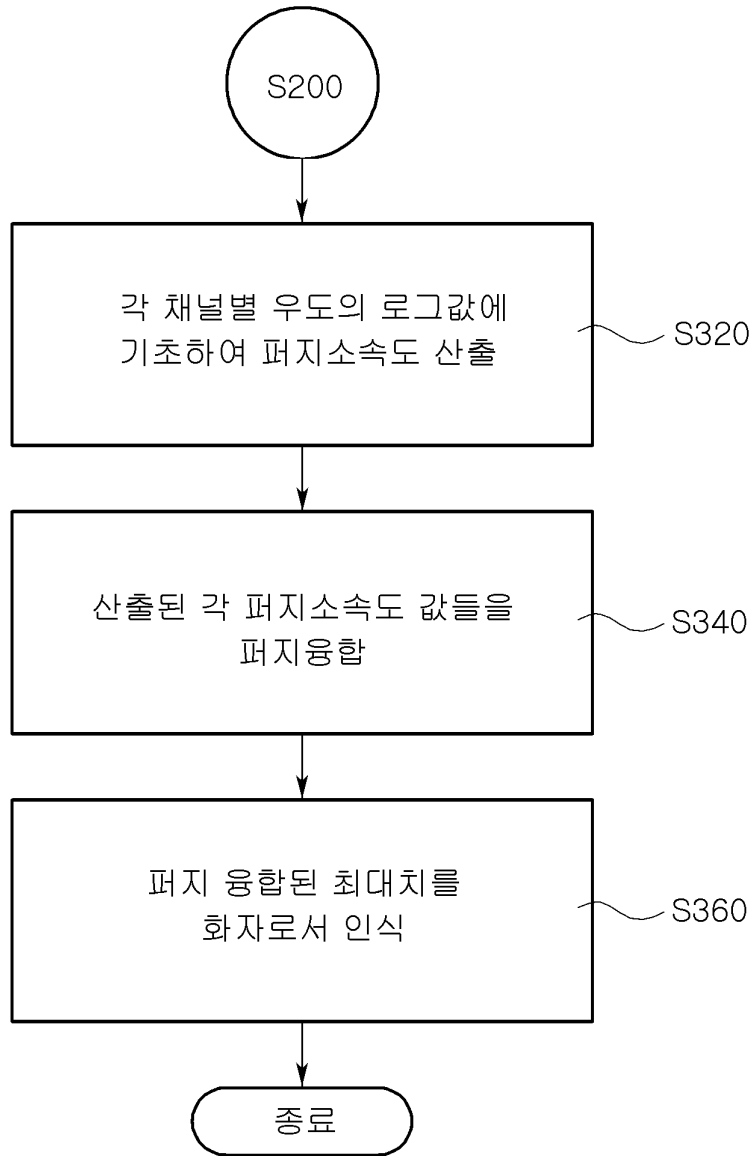 S200
각 채널별 우도의 로그값에
기초하여 퍼지소속도 산출
S320
산출된 각 퍼지소속도 값들을
퍼지융합
S340
퍼지 융합된 최대치를
화자로서 인식
S360
종료